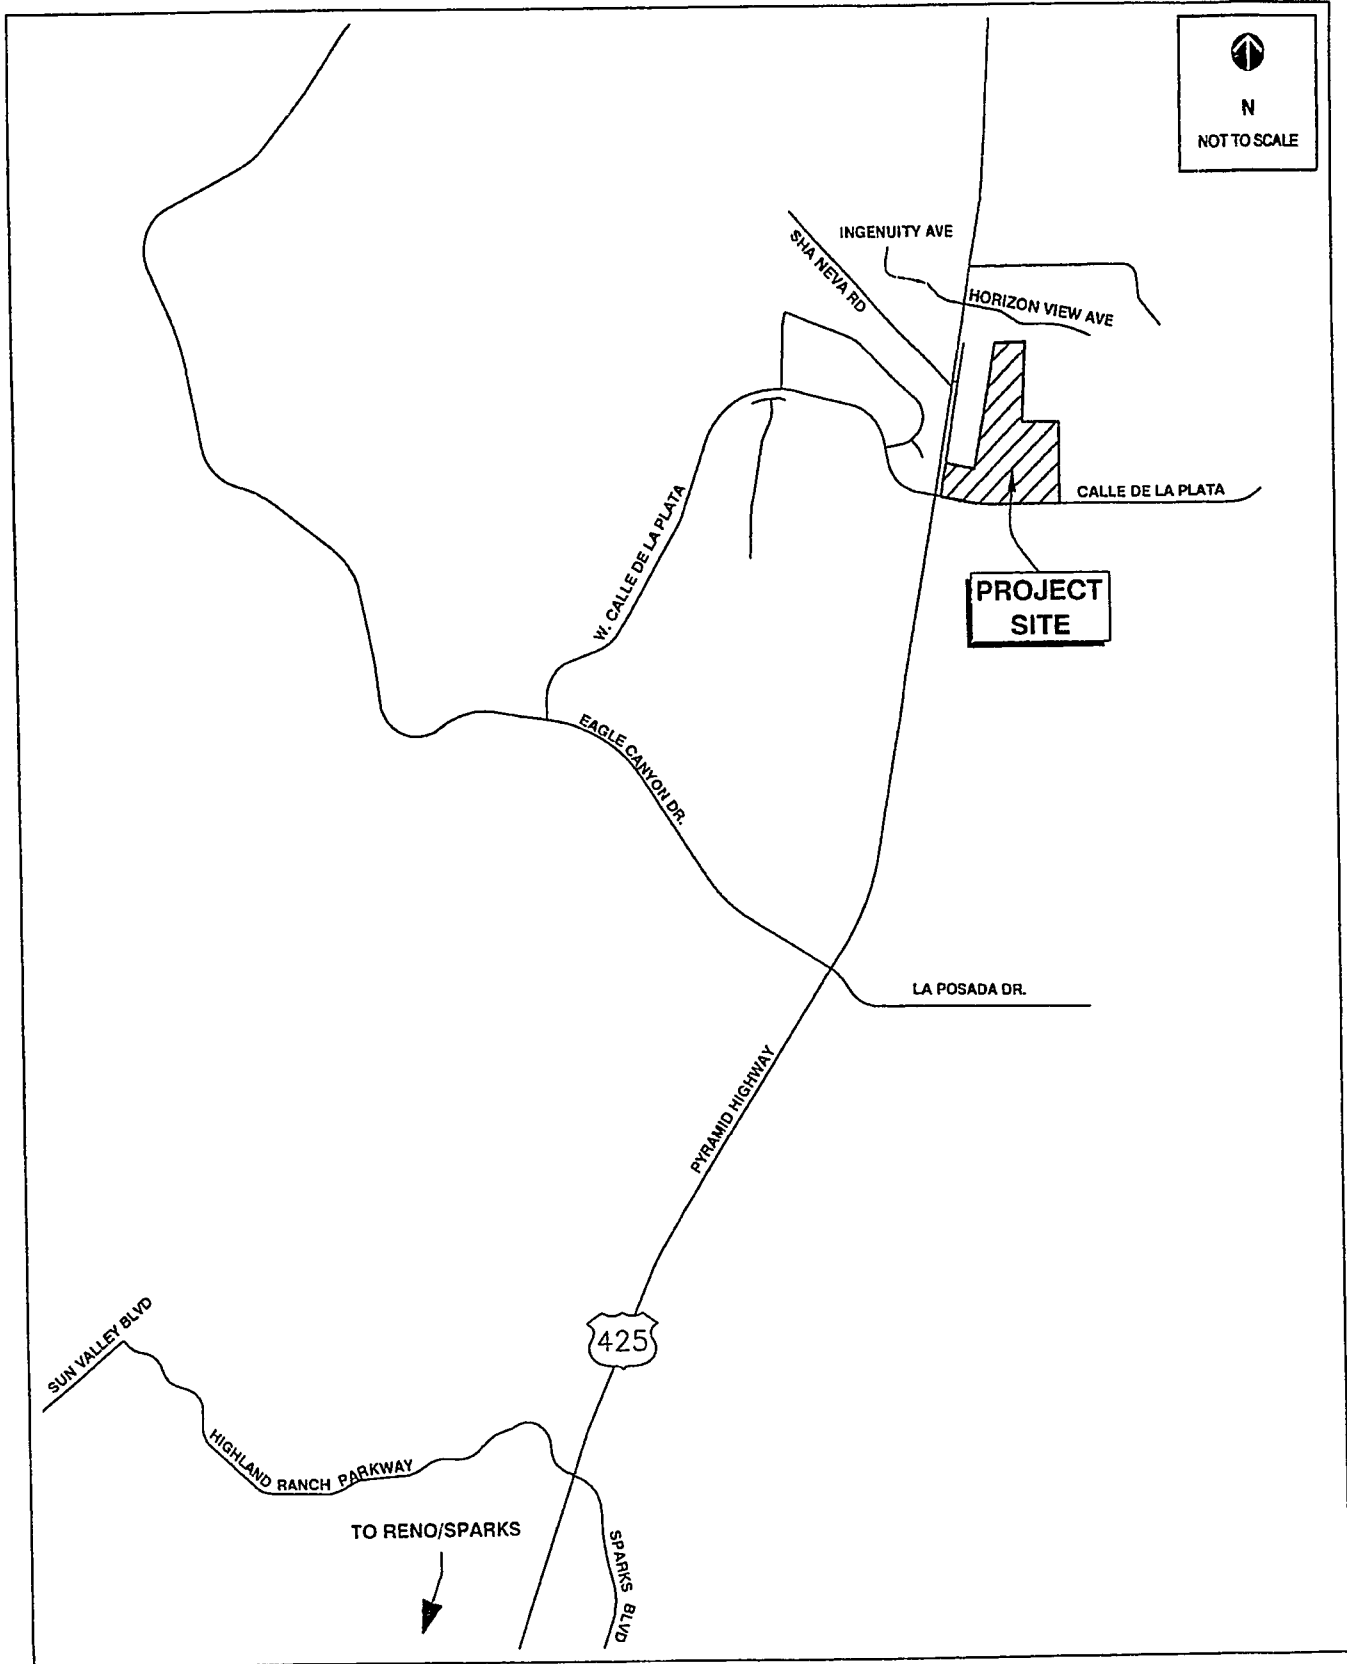 N
NOT TO SCALE
INGENUITY AVE
SHA NEVA RD
HORIZON VIEW AVE
CALLE DE LA PLATA
W. CALLE DE LA PLATA
PROJECT
SITE
EAGLE CANYON DR.
LA POSADA DR.
PYRAMID HIGHWAY
425
SUN VALLEY BLVD
HIGHLAND RANCH PARKWAY
TO RENO/SPARKS
SPARKS BLVD